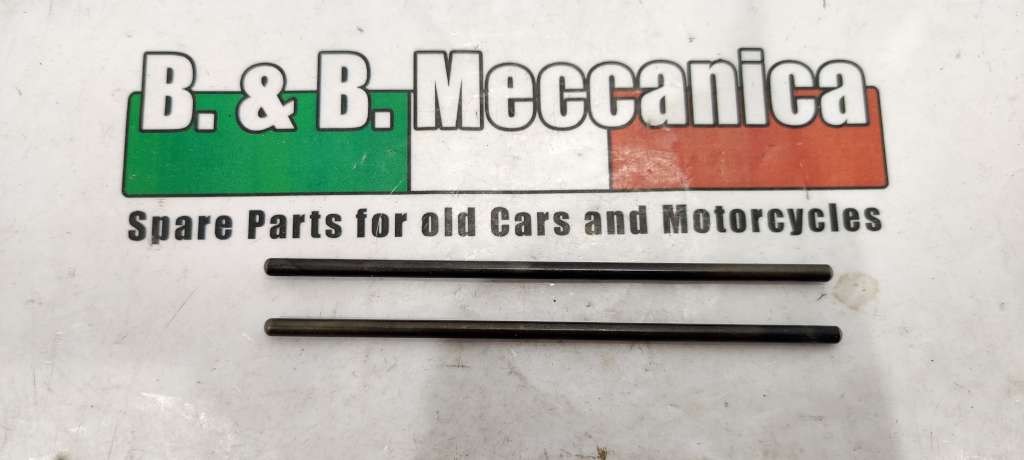 B. & B. Meccanica
Spare Parts for old Cars and Motorcycles